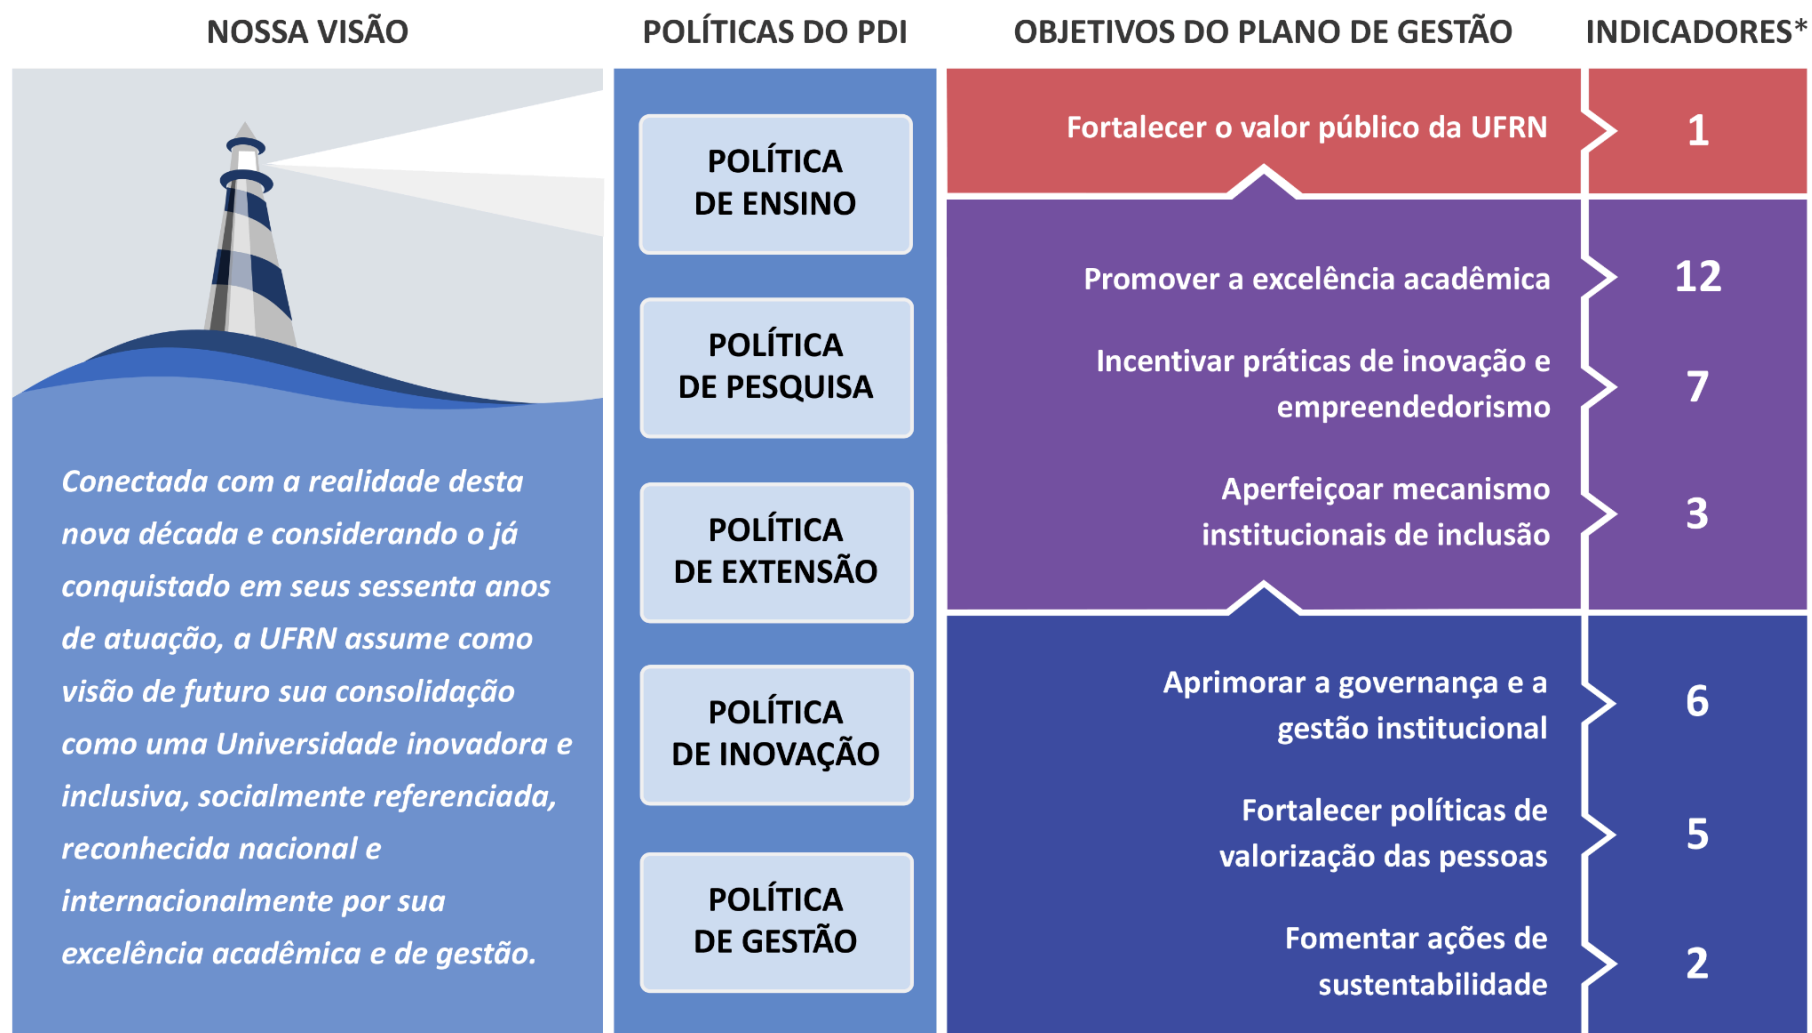 NOSSA VISÃO
Conectada com a realidade desta
nova década e considerando o já
conquistado em seus sessenta anos
de atuação, a UFRN assume como
visão de futuro sua consolidação
como uma Universidade inovadora e
inclusiva, socialmente referenciada,
reconhecida nacional e
internacionalmente por sua
excelência acadêmica e de gestão.
POLÍTICAS DO PDI
POLÍTICA
DE ENSINO
POLÍTICA
DE PESQUISA
POLÍTICA
DE EXTENSÃO
POLÍTICA
DE INOVAÇÃO
POLÍTICA
DE GESTÃO
OBJETIVOS DO PLANO DE GESTÃO
INDICADORES*
Fortalecer o valor público da UFRN
1
Promover a excelência acadêmica
12
Incentivar práticas de inovação e
empreendedorismo
7
Aperfeiçoar mecanismo
institucionais de inclusão
3
Aprimorar a governança e a
gestão institucional
6
Fortalecer políticas de
valorização das pessoas
5
Fomentar ações de
sustentabilidade
2